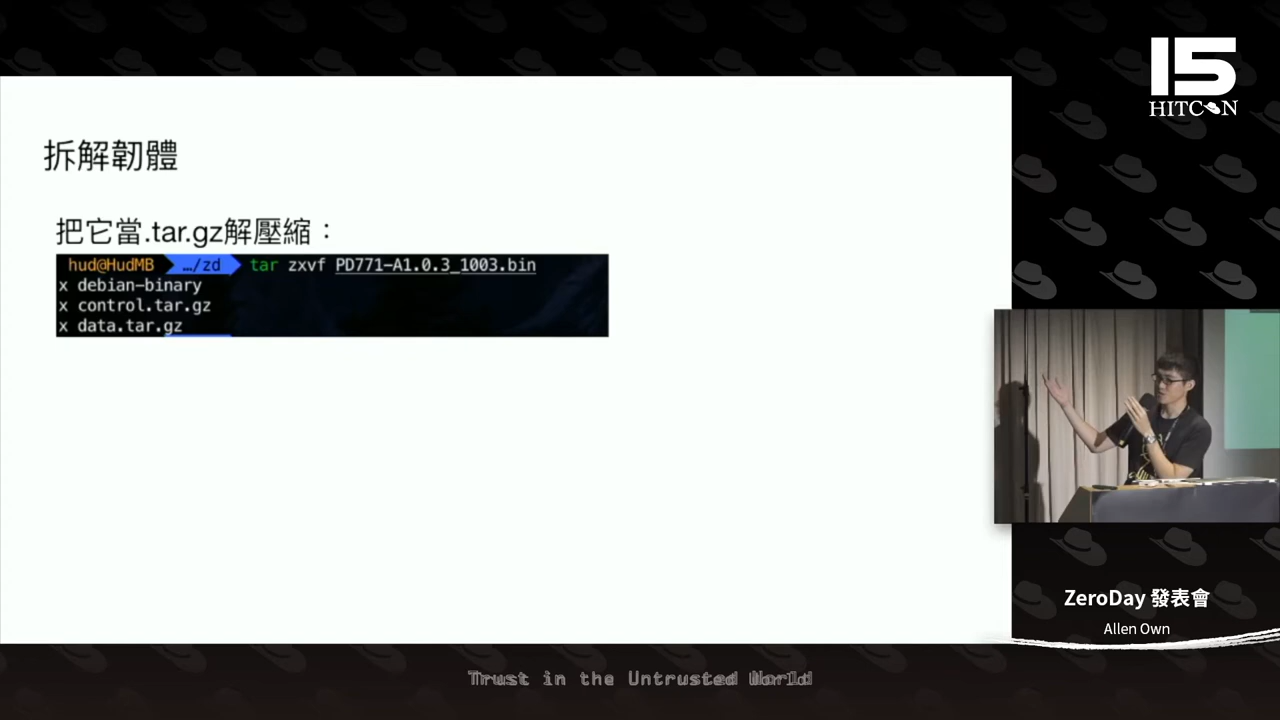 15
HITCON
拆解韌體
把它當.tar.gz解壓縮：
hud@HudMB …/zd tar zxvf PD771-A1.0.3_1003.bin
x debian-binary
x control.tar.gz
x data.tar.gz
ZeroDay 發表會
Allen Own
Trust in the Untrusted World